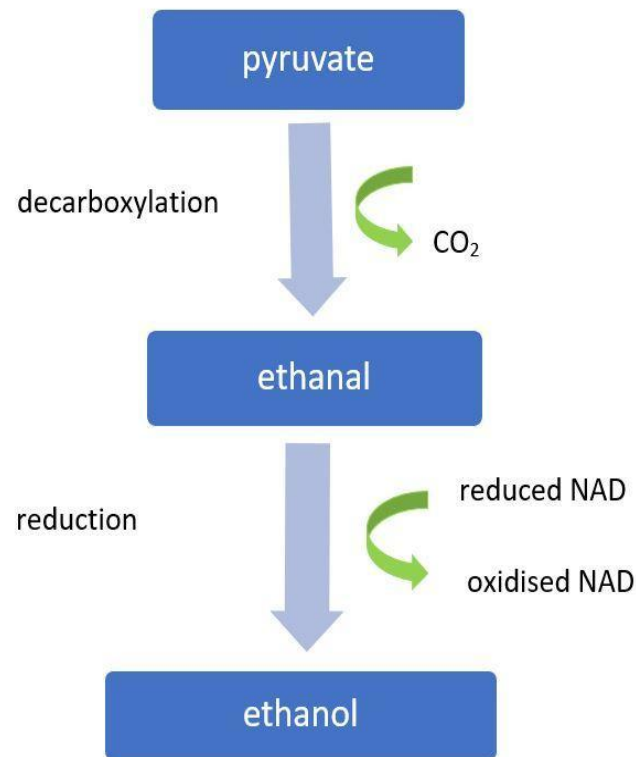 pyruvate
decarboxylation
CO₂
ethanal
reduced NAD
reduction
oxidised NAD
ethanol